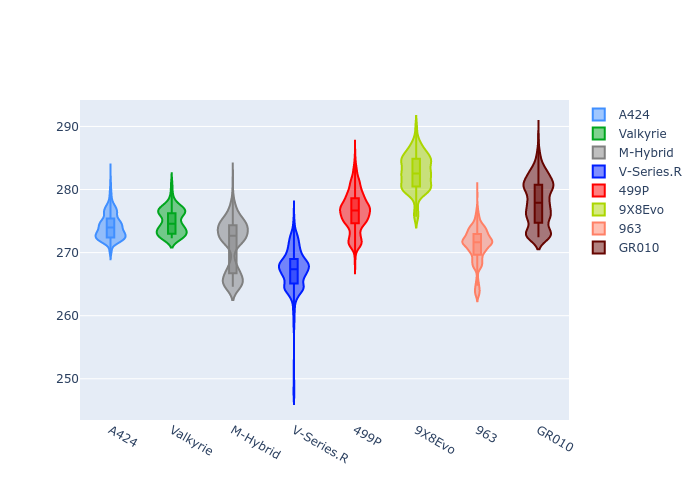 290
280
270
260
250
A424
Valkyrie
M-Hybrid
V-Series.R
499P
9X8Evo
963
GR010
A424
Valkyrie
M-Hybrid
V-Series.R
499P
9X8Evo
963
GR010